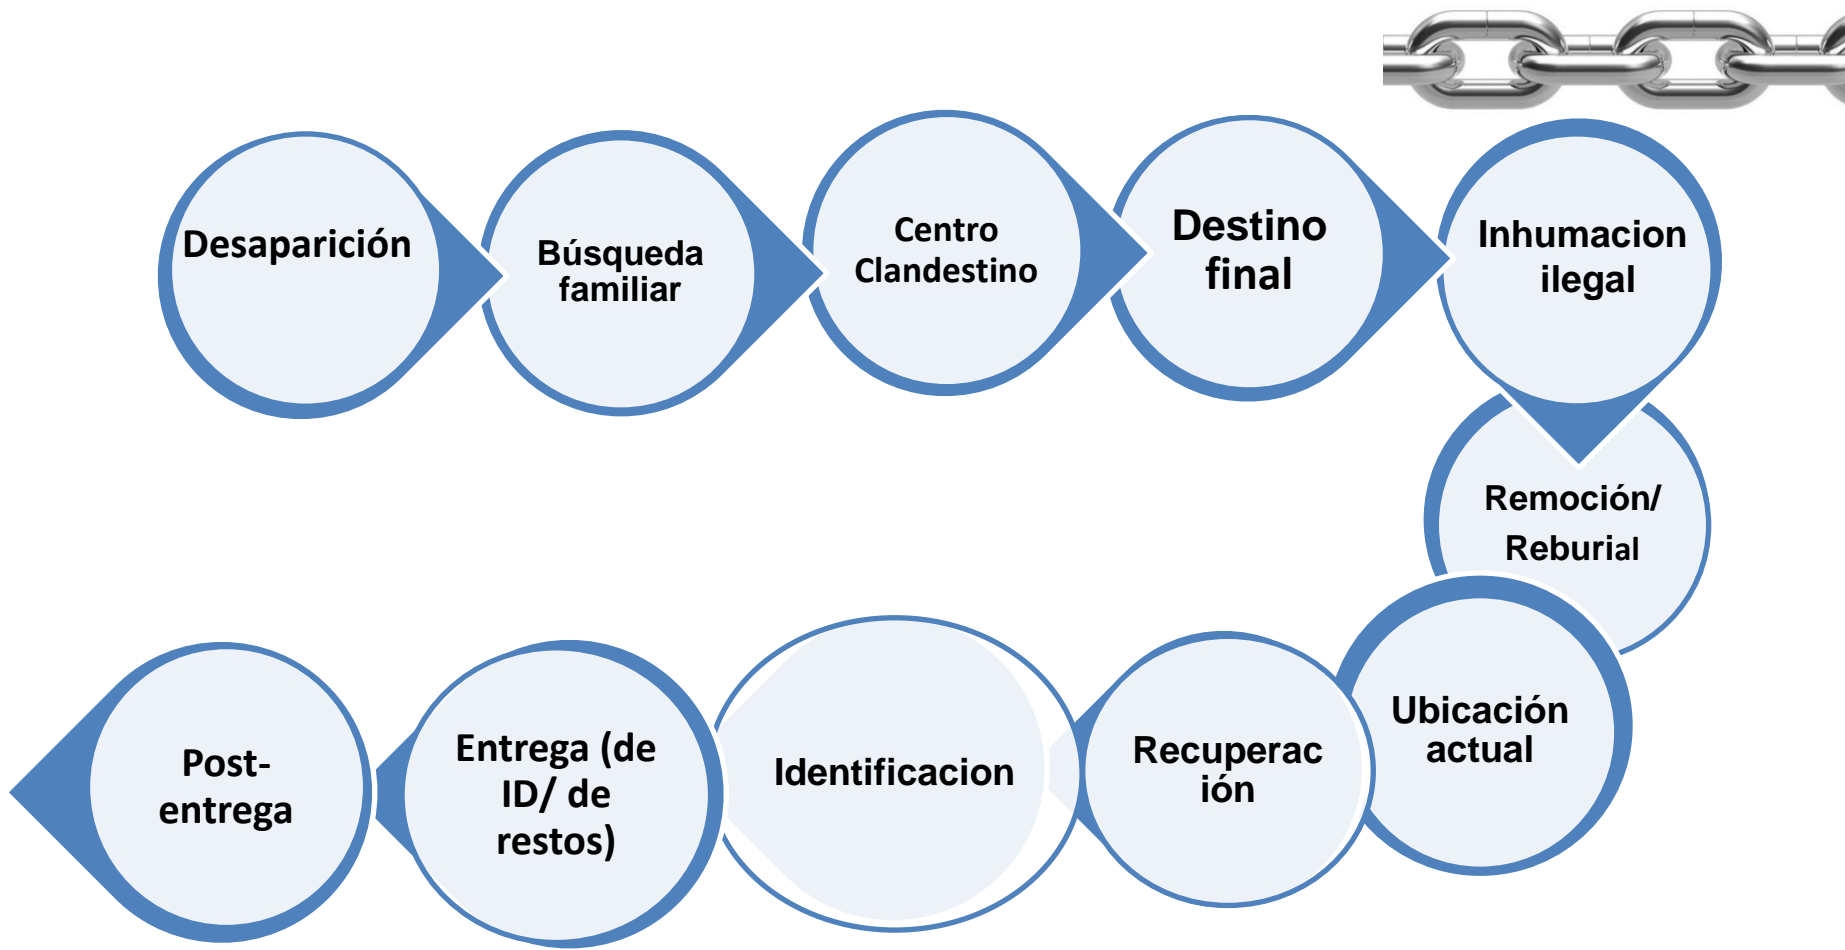 Desaparición
Búsqueda
familiar
Centro
Clandestino
Destino
final
Inhumacion
ilegal
Remoción/
Reburial
Ubicación
actual
Recuperac
ión
Identificacion
Entrega (de
ID/ de
restos)
Post-
entrega